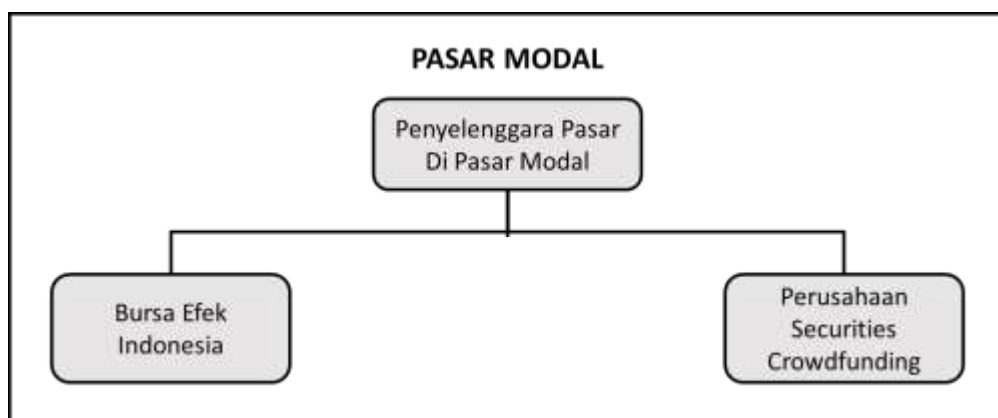 PASAR MODAL
Penyelenggara Pasar
Di Pasar Modal
Bursa Efek
Indonesia
Perusahaan
Securities
Crowdfunding